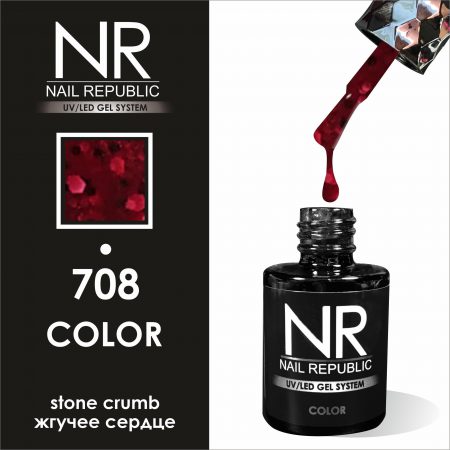 NR
NAIL REPUBLIC
UV/LED GEL SYSTEM
708
COLOR
stone crumb
жгучее сердце
NR
NAIL REPUBLIC
UV/LED GEL SYSTEM
COLOR